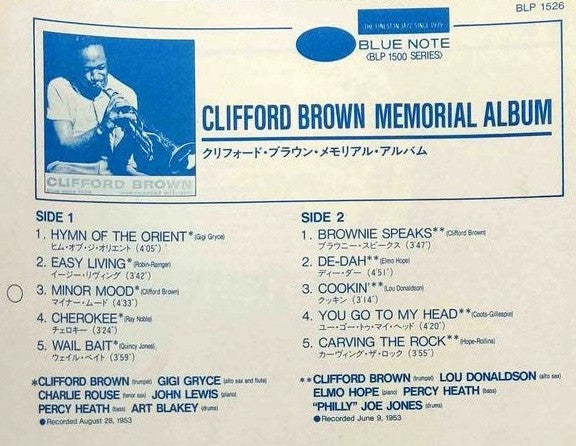 BLP 1526
THE FINEST IN JAZZ SINCE 1939
BLUE NOTE
〈BLP 1500 SERIES〉
CLIFFORD BROWN MEMORIAL ALBUM
クリフォード・ブラウン・メモリアル・アルバム
CLIFFORD BROWN
SIDE 1
1. HYMN OF THE ORIENT* (Gigi Gryce)
ヒム・オブ・ジ・オリエント (4'05")
2. EASY LIVING* (Robin-Rainger)
イージー・リヴィング (3'42")
3. MINOR MOOD* (Clifford Brown)
マイナー・ムード (4'33")
4. CHEROKEE* (Ray Noble)
チェロキー (3'24")
5. WAIL BAIT* (Quincy Jones)
ウェイル・ベイト (3'59")
*CLIFFORD BROWN (trumpet) GIGI GRYCE (alto sax and flute)
CHARLIE ROUSE (tenor sax) JOHN LEWIS (piano)
PERCY HEATH (bass) ART BLAKEY (drums)
●Recorded August 28, 1953
SIDE 2
1. BROWNIE SPEAKS** (Clifford Brown)
ブラウニー・スピークス (3'47")
2. DE-DAH** (Elmo Hope)
ディー・ダー (4'51")
3. COOKIN'** (Lou Donaldson)
クッキン (3'14")
4. YOU GO TO MY HEAD** (Coots-Gillespie)
ユー・ゴー・トゥ・マイ・ヘッド (4'20")
5. CARVING THE ROCK** (Hope-Rollins)
カーヴィング・ザ・ロック (3'55")
**CLIFFORD BROWN (trumpet) LOU DONALDSON (alto sax)
ELMO HOPE (piano) PERCY HEATH (bass)
"PHILLY" JOE JONES (drums)
●Recorded June 9, 1953